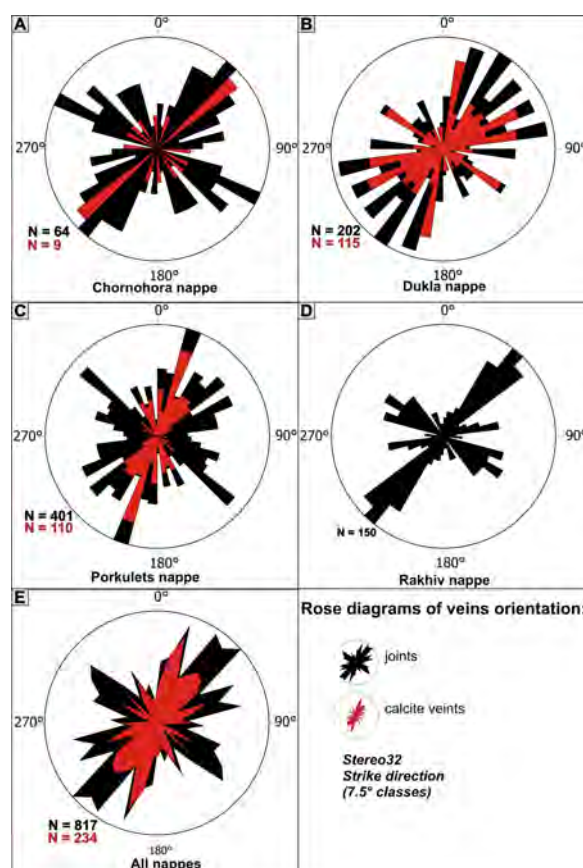 A
0°
270°
90°
N = 64
N = 9
180°
Chornohora nappe
B
0°
270°
90°
N = 202
N = 115
180°
Dukla nappe
C
0°
270°
90°
N = 401
N = 110
180°
Porkulets nappe
D
0°
270°
90°
N = 150
180°
Rakhiv nappe
E
0°
270°
90°
N = 817
N = 234
180°
All nappes
Rose diagrams of veins orientation:
joints
calcite veints
Stereo32
Strike direction
(7.5° classes)